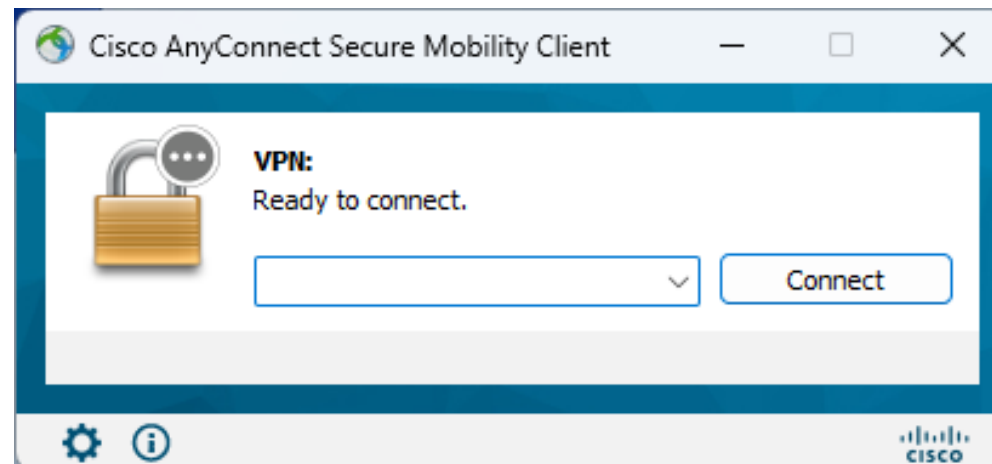 Cisco AnyConnect Secure Mobility Client
VPN:
Ready to connect.
Connect
CISCO